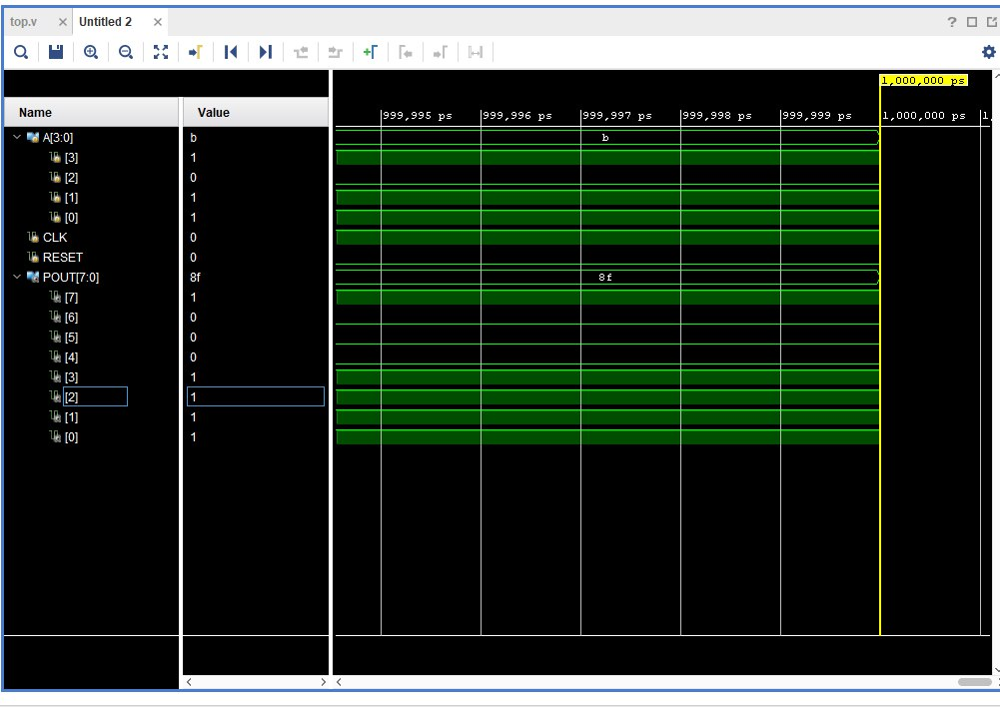 top.v Untitled 2
1,000,000 ps
Name Value
999,995 ps 999,996 ps 999,997 ps 999,998 ps 999,999 ps 1,000,000 ps 1,
A[3:0] b b
[3] 1
[2] 0
[1] 1
[0] 1
CLK 0
RESET 0
POUT[7:0] 8f 8f
[7] 1
[6] 0
[5] 0
[4] 0
[3] 1
[2] 1
[1] 1
[0] 1